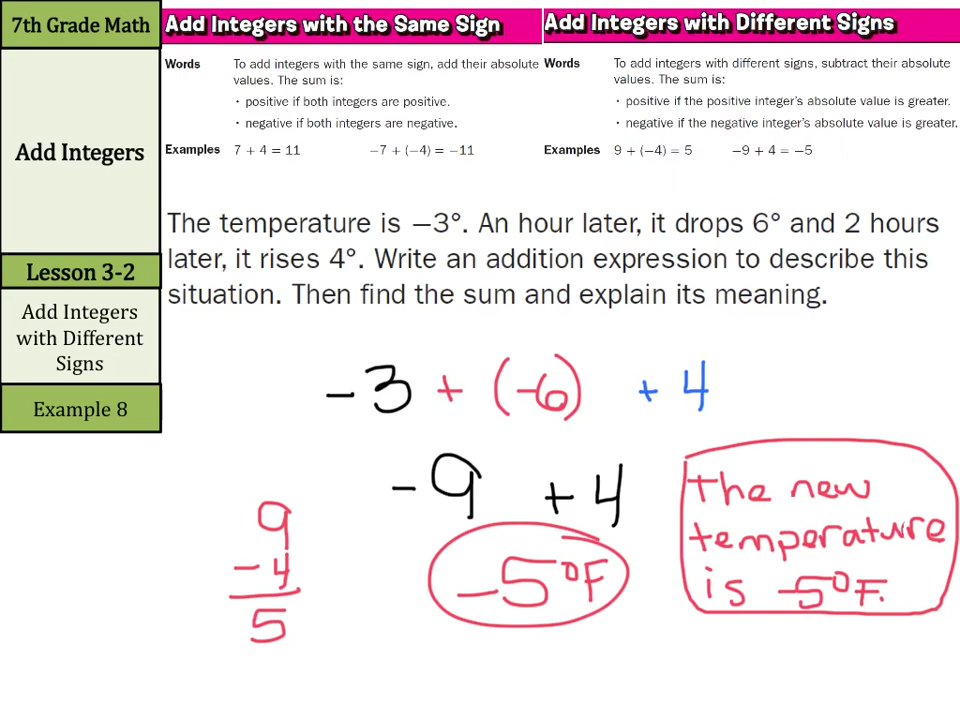 7th Grade Math
Add Integers
Lesson 3-2
Add Integers
with Different
Signs
Example 8
Add Integers with the Same Sign
Words To add integers with the same sign, add their absolute
values. The sum is:
• positive if both integers are positive.
• negative if both integers are negative.
Examples 7 + 4 = 11 −7 + (−4) = −11
Add Integers with Different Signs
Words To add integers with different signs, subtract their absolute
values. The sum is:
• positive if the positive integer's absolute value is greater.
• negative if the negative integer's absolute value is greater.
Examples 9 + (−4) = 5 −9 + 4 = −5
The temperature is −3°. An hour later, it drops 6° and 2 hours
later, it rises 4°. Write an addition expression to describe this
situation. Then find the sum and explain its meaning.
-3 + (-6) + 4
-9 + 4
9
- 4
5
-5°F
The new
temperature
is -5°F.